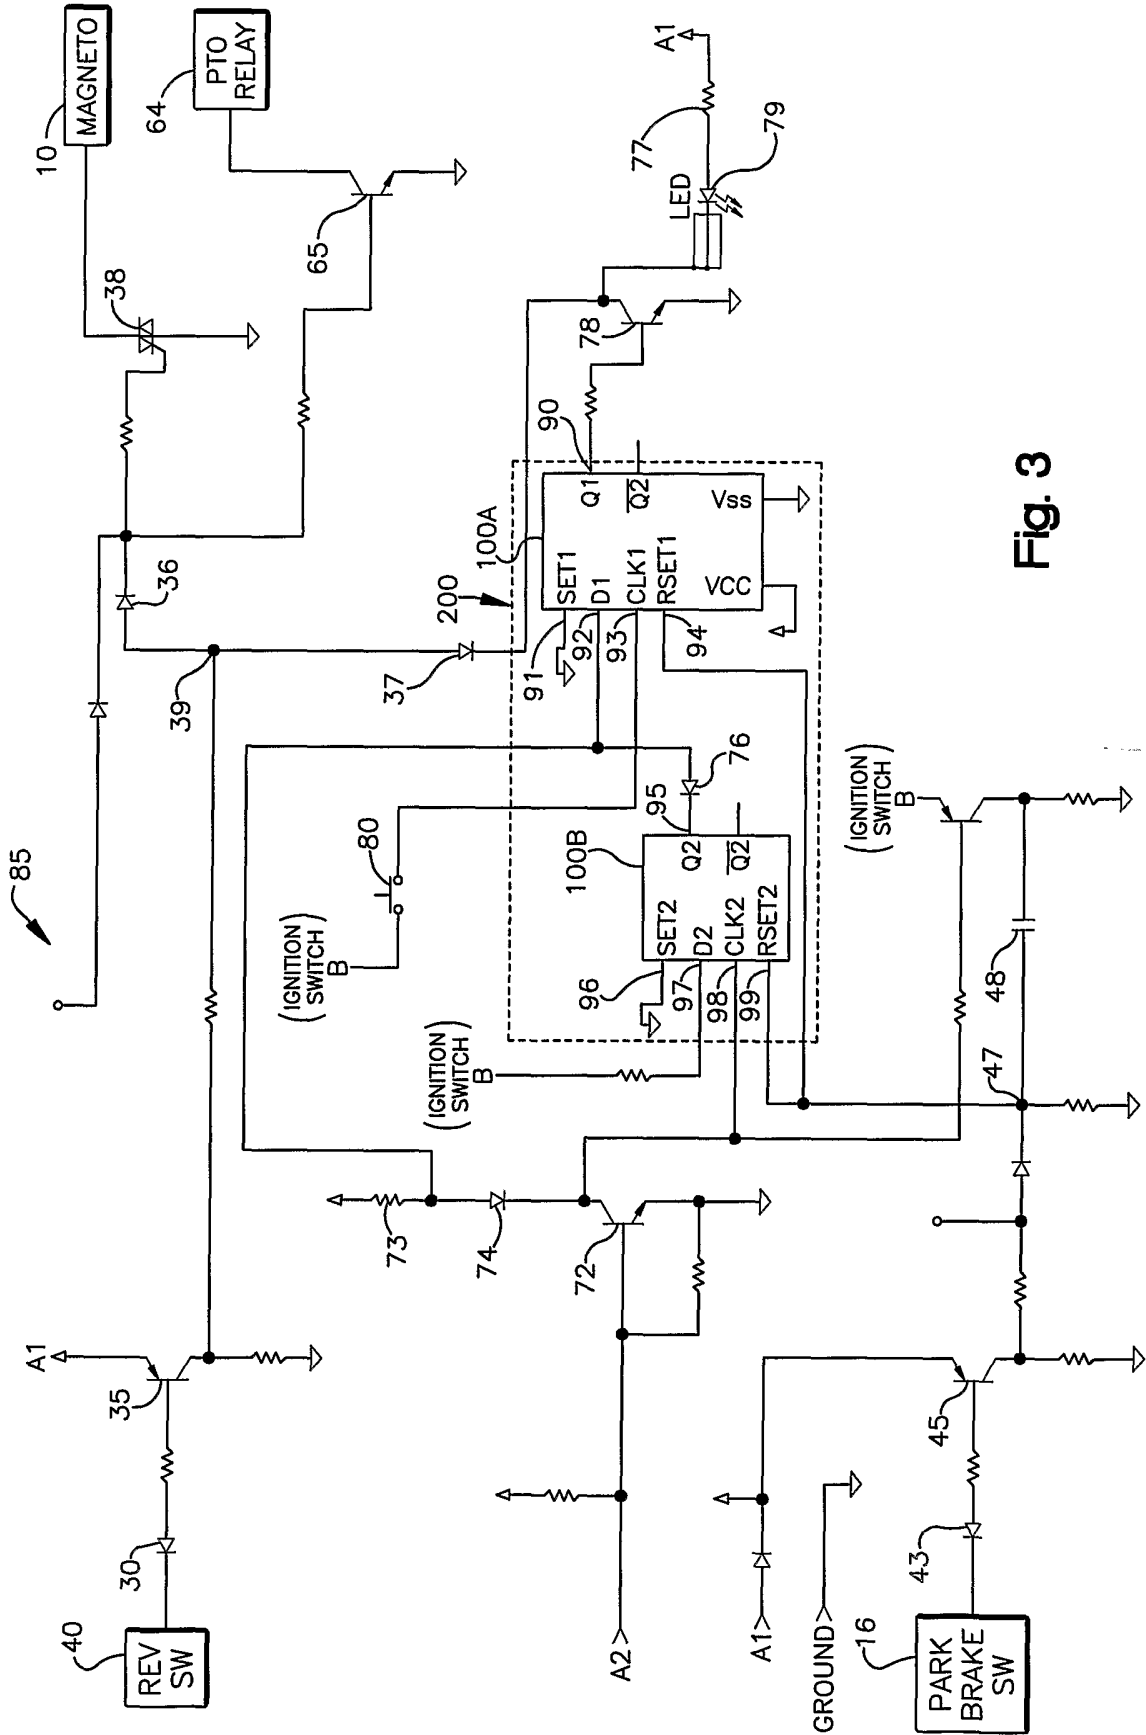 85
10
MAGNETO
64
PTO
RELAY
38
65
36
39
37
A1
35
30
40
REV
SW
(IGNITION
SWITCH)
B
80
(IGNITION
SWITCH)
B
73
74
72
A2
A1
GROUND
16
PARK
BRAKE
SW
43
45
47
48
(IGNITION
SWITCH)
B
200
100A
SET1
D1
CLK1
RSET1
VCC
Q1
Q2
Vss
90
91
92
93
94
100B
SET2
D2
CLK2
RSET2
Q2
Q2
95
96
97
98
99
76
78
LED
77
79
A1
Fig. 3